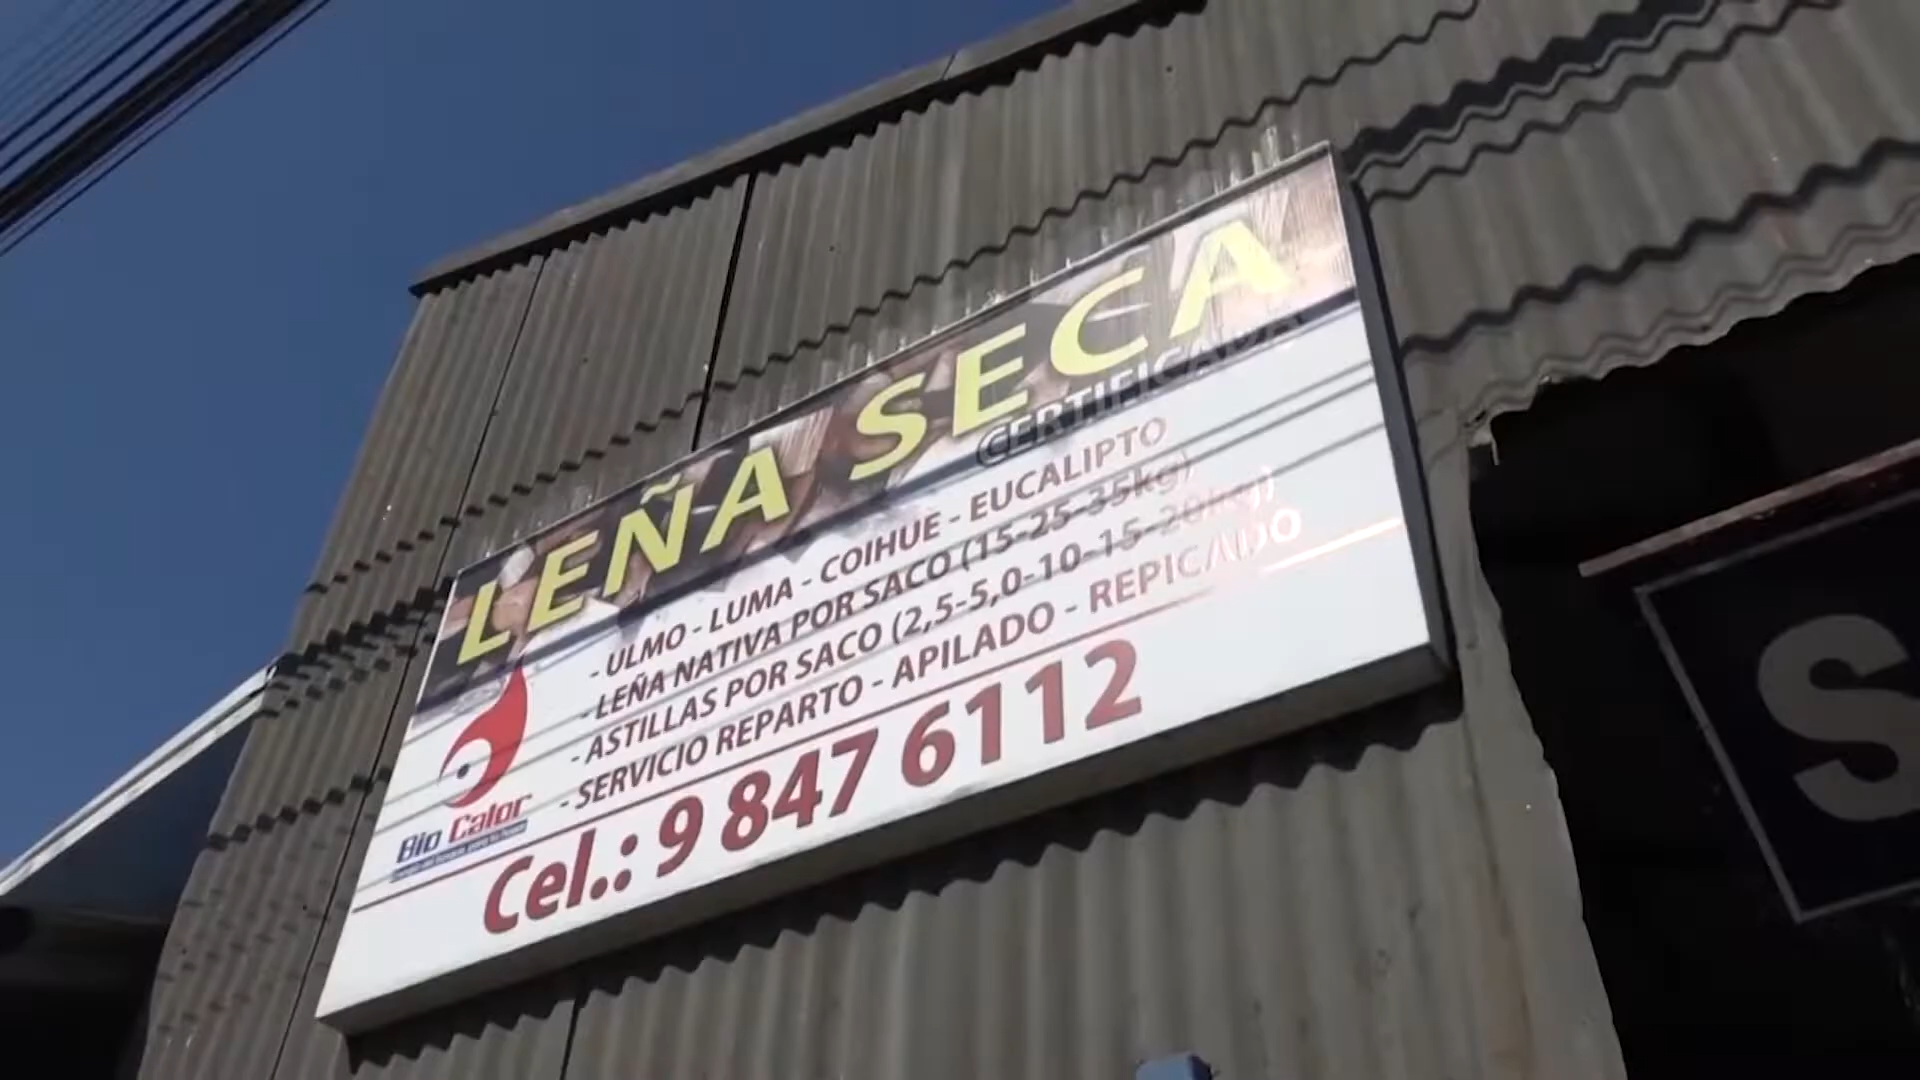 LEÑA SECA
CERTIFICADA
- ULMO - LUMA - COIHUE - EUCALIPTO
- LEÑA NATIVA POR SACO (15-25-35kg)
- ASTILLAS POR SACO (2,5-5,0-10-15-20kg)
- SERVICIO REPARTO - APILADO - REPICADO
Bio Calor
Cel.: 9 847 6112
S